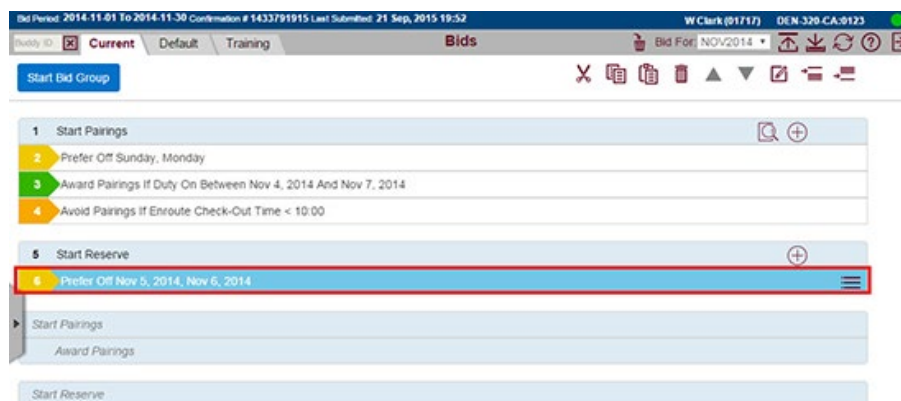 Bid Period: 2014-11-01 To 2014-11-30 Confirmation # 1433791915 Last Submitted: 21 Sep, 2015 19:52 W Clark (01717) DEN-320-CA:0123
Buddy ID Current Default Training Bids Bid For: NOV2014
Start Bid Group
1 Start Pairings
2 Prefer Off Sunday, Monday
3 Award Pairings If Duty On Between Nov 4, 2014 And Nov 7, 2014
4 Avoid Pairings If Enroute Check-Out Time < 10:00
5 Start Reserve
6 Prefer Off Nov 5, 2014, Nov 6, 2014
Start Pairings
Award Pairings
Start Reserve